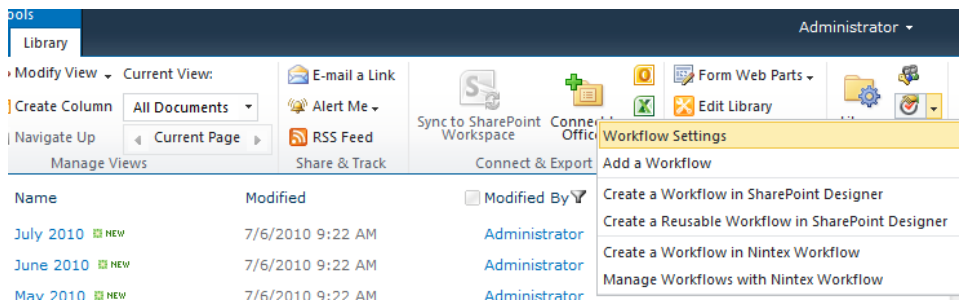 ools
Administrator
Library
Modify View Current View:
E-mail a Link
Form Web Parts
Create Column All Documents
Alert Me
Sync to SharePoint Workspace
Edit Library
Navigate Up Current Page
RSS Feed
Workflow Settings
Manage Views
Share & Track
Connect & Export
Add a Workflow
Create a Workflow in SharePoint Designer
Create a Reusable Workflow in SharePoint Designer
Create a Workflow in Nintex Workflow
Manage Workflows with Nintex Workflow
Name Modified Modified By
July 2010 NEW 7/6/2010 9:22 AM Administrator
June 2010 NEW 7/6/2010 9:22 AM Administrator
May 2010 NEW 7/6/2010 9:22 AM Administrator